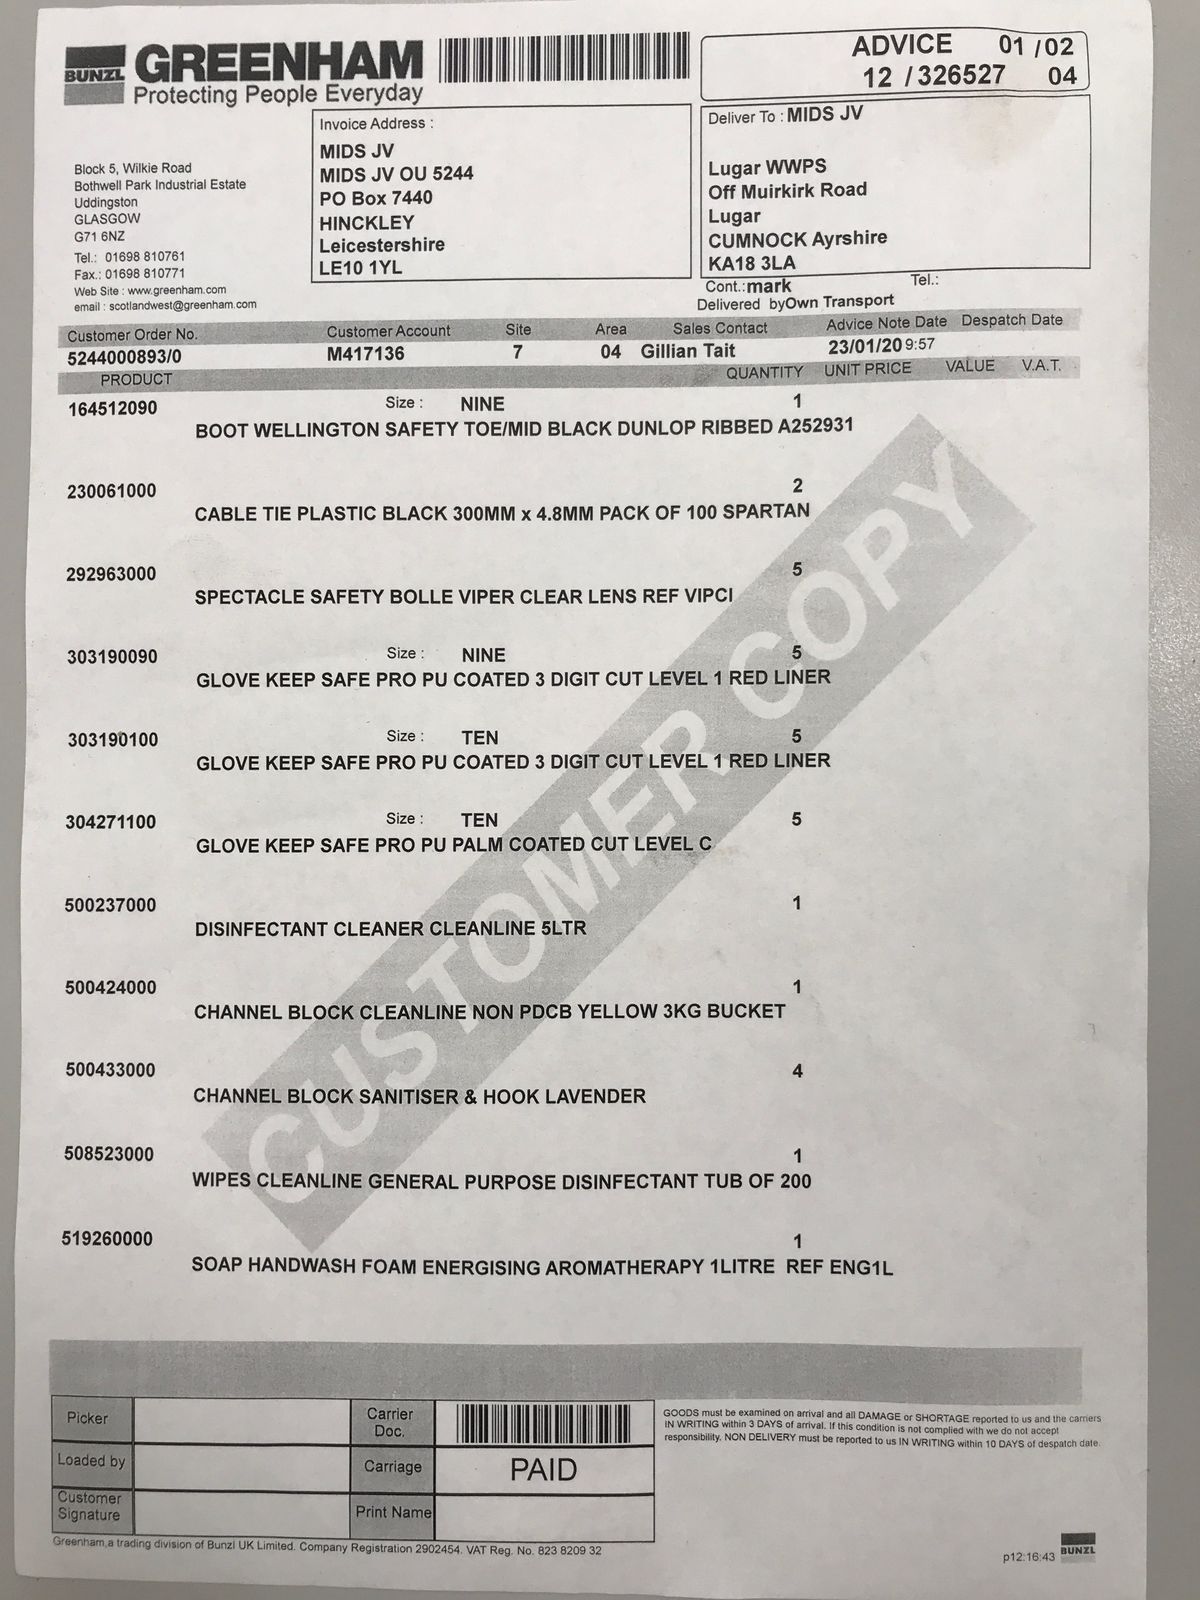 BUNZL GREENHAM
Protecting People Everyday
ADVICE 01 /02
12 /326527 04
Block 5, Wilkie Road
Bothwell Park Industrial Estate
Uddingston
GLASGOW
G71 6NZ
Tel.: 01698 810761
Fax.: 01698 810771
Web Site : www.greenham.com
email : scotlandwest@greenham.com
Invoice Address :
MIDS JV
MIDS JV OU 5244
PO Box 7440
HINCKLEY
Leicestershire
LE10 1YL
Deliver To : MIDS JV
Lugar WWPS
Off Muirkirk Road
Lugar
CUMNOCK Ayrshire
KA18 3LA
Cont.:mark Tel.:
Delivered byOwn Transport
Customer Order No. Customer Account Site Area Sales Contact Advice Note Date Despatch Date
5244000893/0 M417136 7 04 Gillian Tait 23/01/20 9:57
PRODUCT QUANTITY UNIT PRICE VALUE V.A.T.
164512090 Size : NINE 1
BOOT WELLINGTON SAFETY TOE/MID BLACK DUNLOP RIBBED A252931
230061000 2
CABLE TIE PLASTIC BLACK 300MM x 4.8MM PACK OF 100 SPARTAN
292963000 5
SPECTACLE SAFETY BOLLE VIPER CLEAR LENS REF VIPCI
303190090 Size : NINE 5
GLOVE KEEP SAFE PRO PU COATED 3 DIGIT CUT LEVEL 1 RED LINER
303190100 Size : TEN 5
GLOVE KEEP SAFE PRO PU COATED 3 DIGIT CUT LEVEL 1 RED LINER
304271100 Size : TEN 5
GLOVE KEEP SAFE PRO PU PALM COATED CUT LEVEL C
500237000 1
DISINFECTANT CLEANER CLEANLINE 5LTR
500424000 1
CHANNEL BLOCK CLEANLINE NON PDCB YELLOW 3KG BUCKET
500433000 4
CHANNEL BLOCK SANITISER & HOOK LAVENDER
508523000 1
WIPES CLEANLINE GENERAL PURPOSE DISINFECTANT TUB OF 200
519260000 1
SOAP HANDWASH FOAM ENERGISING AROMATHERAPY 1LITRE REF ENG1L
CUSTOMER COPY
Picker Carrier Doc.
Loaded by Carriage PAID
Customer Signature Print Name
GOODS must be examined on arrival and all DAMAGE or SHORTAGE reported to us and the carriers
IN WRITING within 3 DAYS of arrival. If this condition is not complied with we do not accept
responsibility. NON DELIVERY must be reported to us IN WRITING within 10 DAYS of despatch date.
Greenham,a trading division of Bunzl UK Limited. Company Registration 2902454. VAT Reg. No. 823 8209 32
p12:16:43 BUNZL